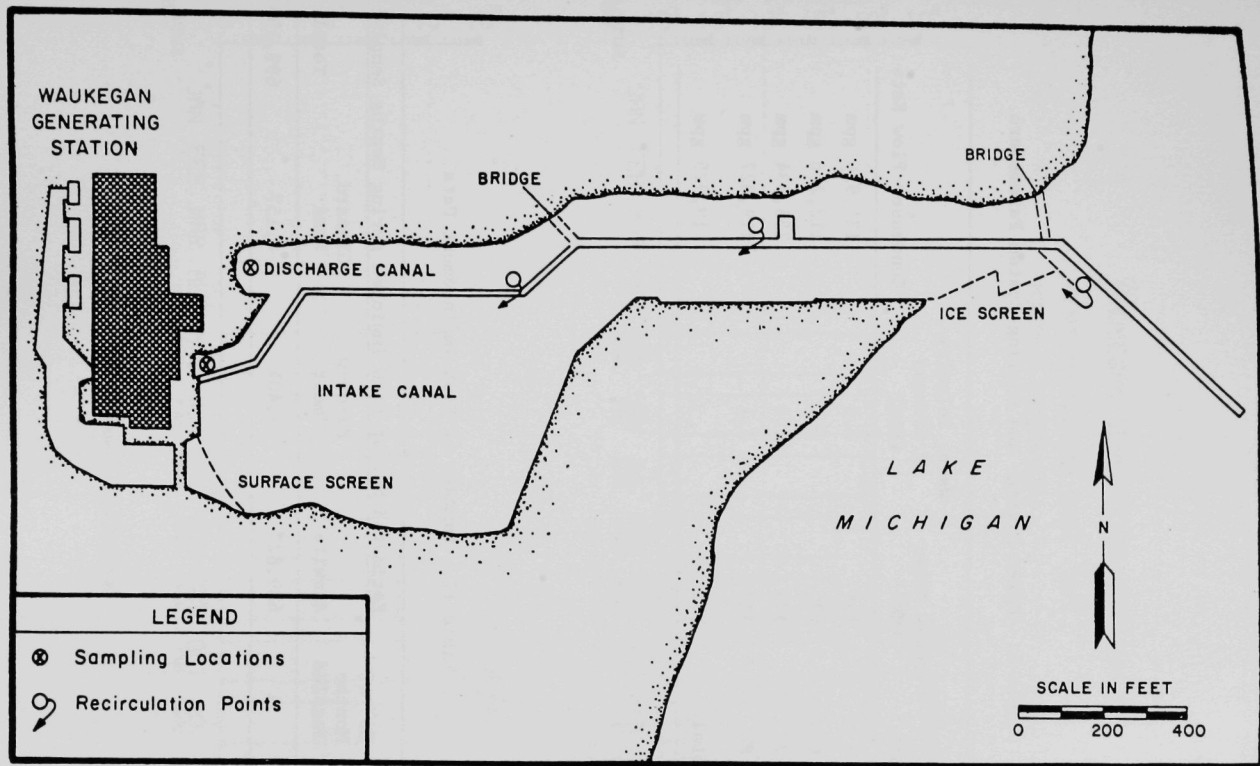 WAUKEGAN
GENERATING
STATION
BRIDGE
BRIDGE
DISCHARGE CANAL
ICE SCREEN
INTAKE CANAL
SURFACE SCREEN
LAKE
MICHIGAN
N
LEGEND
Sampling Locations
Recirculation Points
SCALE IN FEET
0 200 400